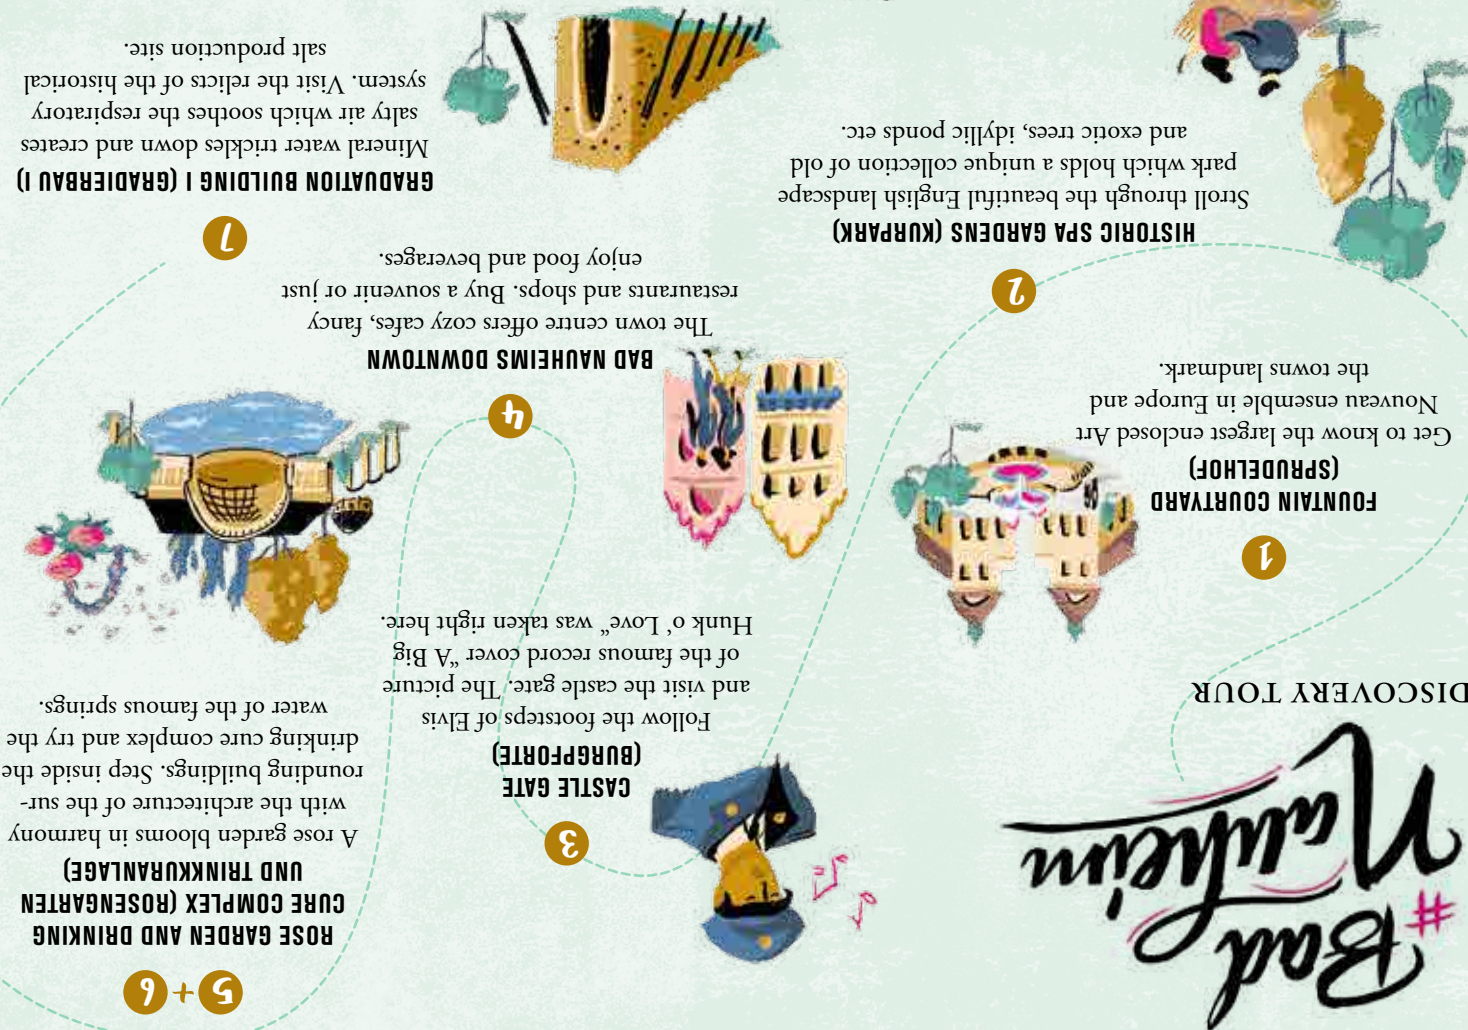 #Bad
Nauheim
DISCOVERY TOUR
1
FOUNTAIN COURTYARD
(SPRUDELHOF)
Get to know the largest enclosed Art
Nouveau ensemble in Europe and
the towns landmark.
2
HISTORIC SPA GARDENS (KURPARK)
Stroll through the beautiful English landscape
park which holds a unique collection of old
and exotic trees, idyllic ponds etc.
3
CASTLE GATE
(BURGPFORTE)
Follow the footsteps of Elvis
and visit the castle gate. The picture
of the famous record cover “A Big
Hunk o’ Love“ was taken right here.
4
BAD NAUHEIMS DOWNTOWN
The town centre offers cozy cafes, fancy
restaurants and shops. Buy a souvenir or just
enjoy food and beverages.
5+6
ROSE GARDEN AND DRINKING
CURE COMPLEX (ROSENGARTEN
UND TRINKKURANLAGE)
A rose garden blooms in harmony
with the architecture of the sur-
rounding buildings. Step inside the
drinking cure complex and try the
water of the famous springs.
7
GRADUATION BUILDING I (GRADIERBAU I)
Mineral water trickles down and creates
salty air which soothes the respiratory
system. Visit the relicts of the historical
salt production site.